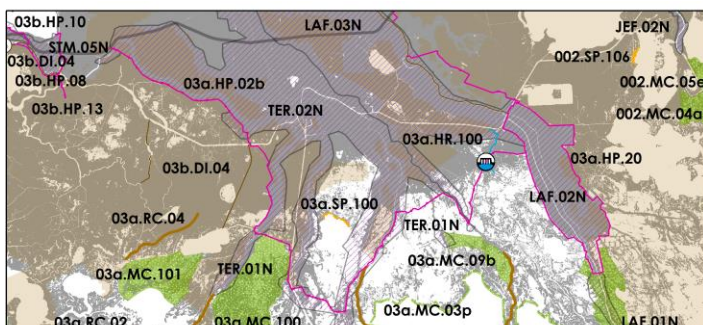 03b.HP.10
LAF.03N
JEF.02N
STM.05N
03b.DI.04
002.SP.106
03b.HP.08
03a.HP.02b
002.MC.05e
03b.HP.13
TER.02N
002.MC.04a
03a.HR.100
03b.DI.04
03a.HP.20
03a.SP.100
LAF.02N
03a.RC.04
TER.01N
03a.MC.101
TER.01N
03a.MC.09b
03a.MC.03p
03a.RC.02
03a.MC.100
LAF.01N